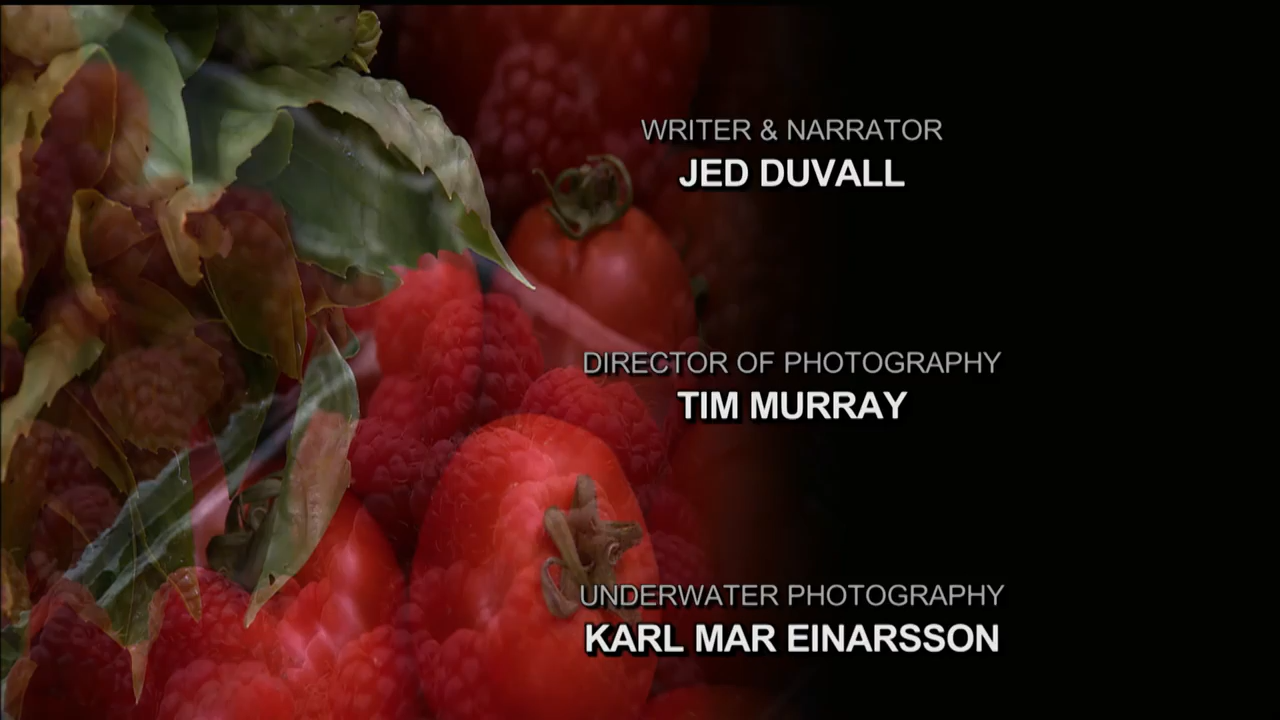 WRITER & NARRATOR
JED DUVALL
DIRECTOR OF PHOTOGRAPHY
TIM MURRAY
UNDERWATER PHOTOGRAPHY
KARL MAR EINARSSON